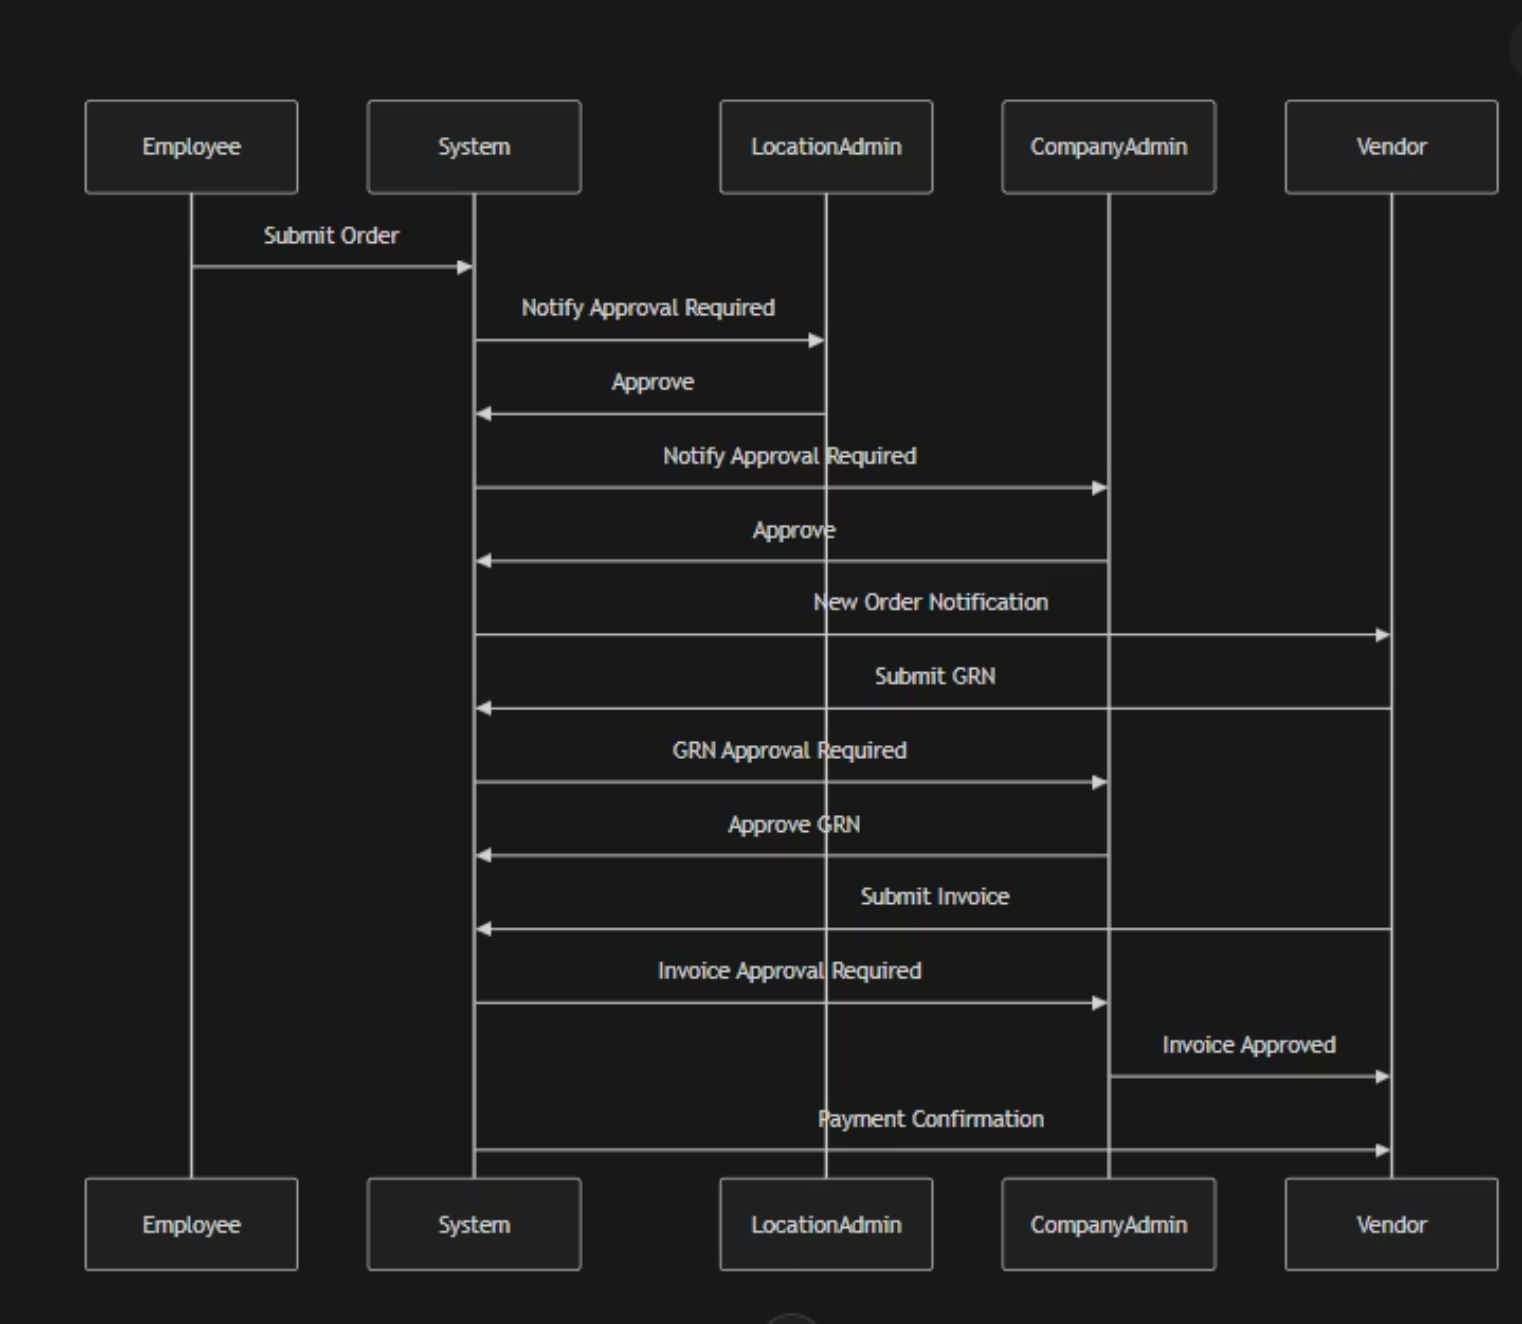 Employee
System
LocationAdmin
CompanyAdmin
Vendor
Submit Order
Notify Approval Required
Approve
Notify Approval Required
Approve
New Order Notification
Submit GRN
GRN Approval Required
Approve GRN
Submit Invoice
Invoice Approval Required
Invoice Approved
Payment Confirmation
Employee
System
LocationAdmin
CompanyAdmin
Vendor